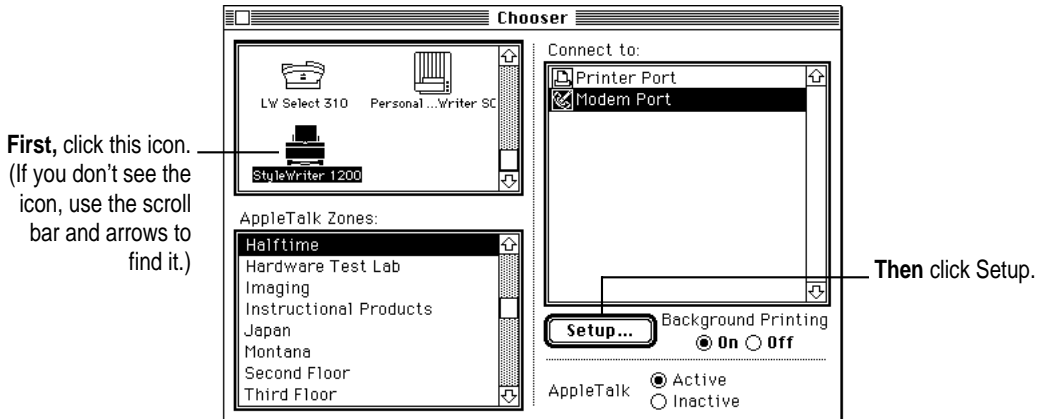 Chooser
LW Select 310
Personal ...Writer SC
StyleWriter 1200
First, click this icon.
(If you don't see the
icon, use the scroll
bar and arrows to
find it.)
AppleTalk Zones:
Halftime
Hardware Test Lab
Imaging
Instructional Products
Japan
Montana
Second Floor
Third Floor
Connect to:
Printer Port
Modem Port
Then click Setup.
Setup...
Background Printing
On Off
AppleTalk
Active
Inactive